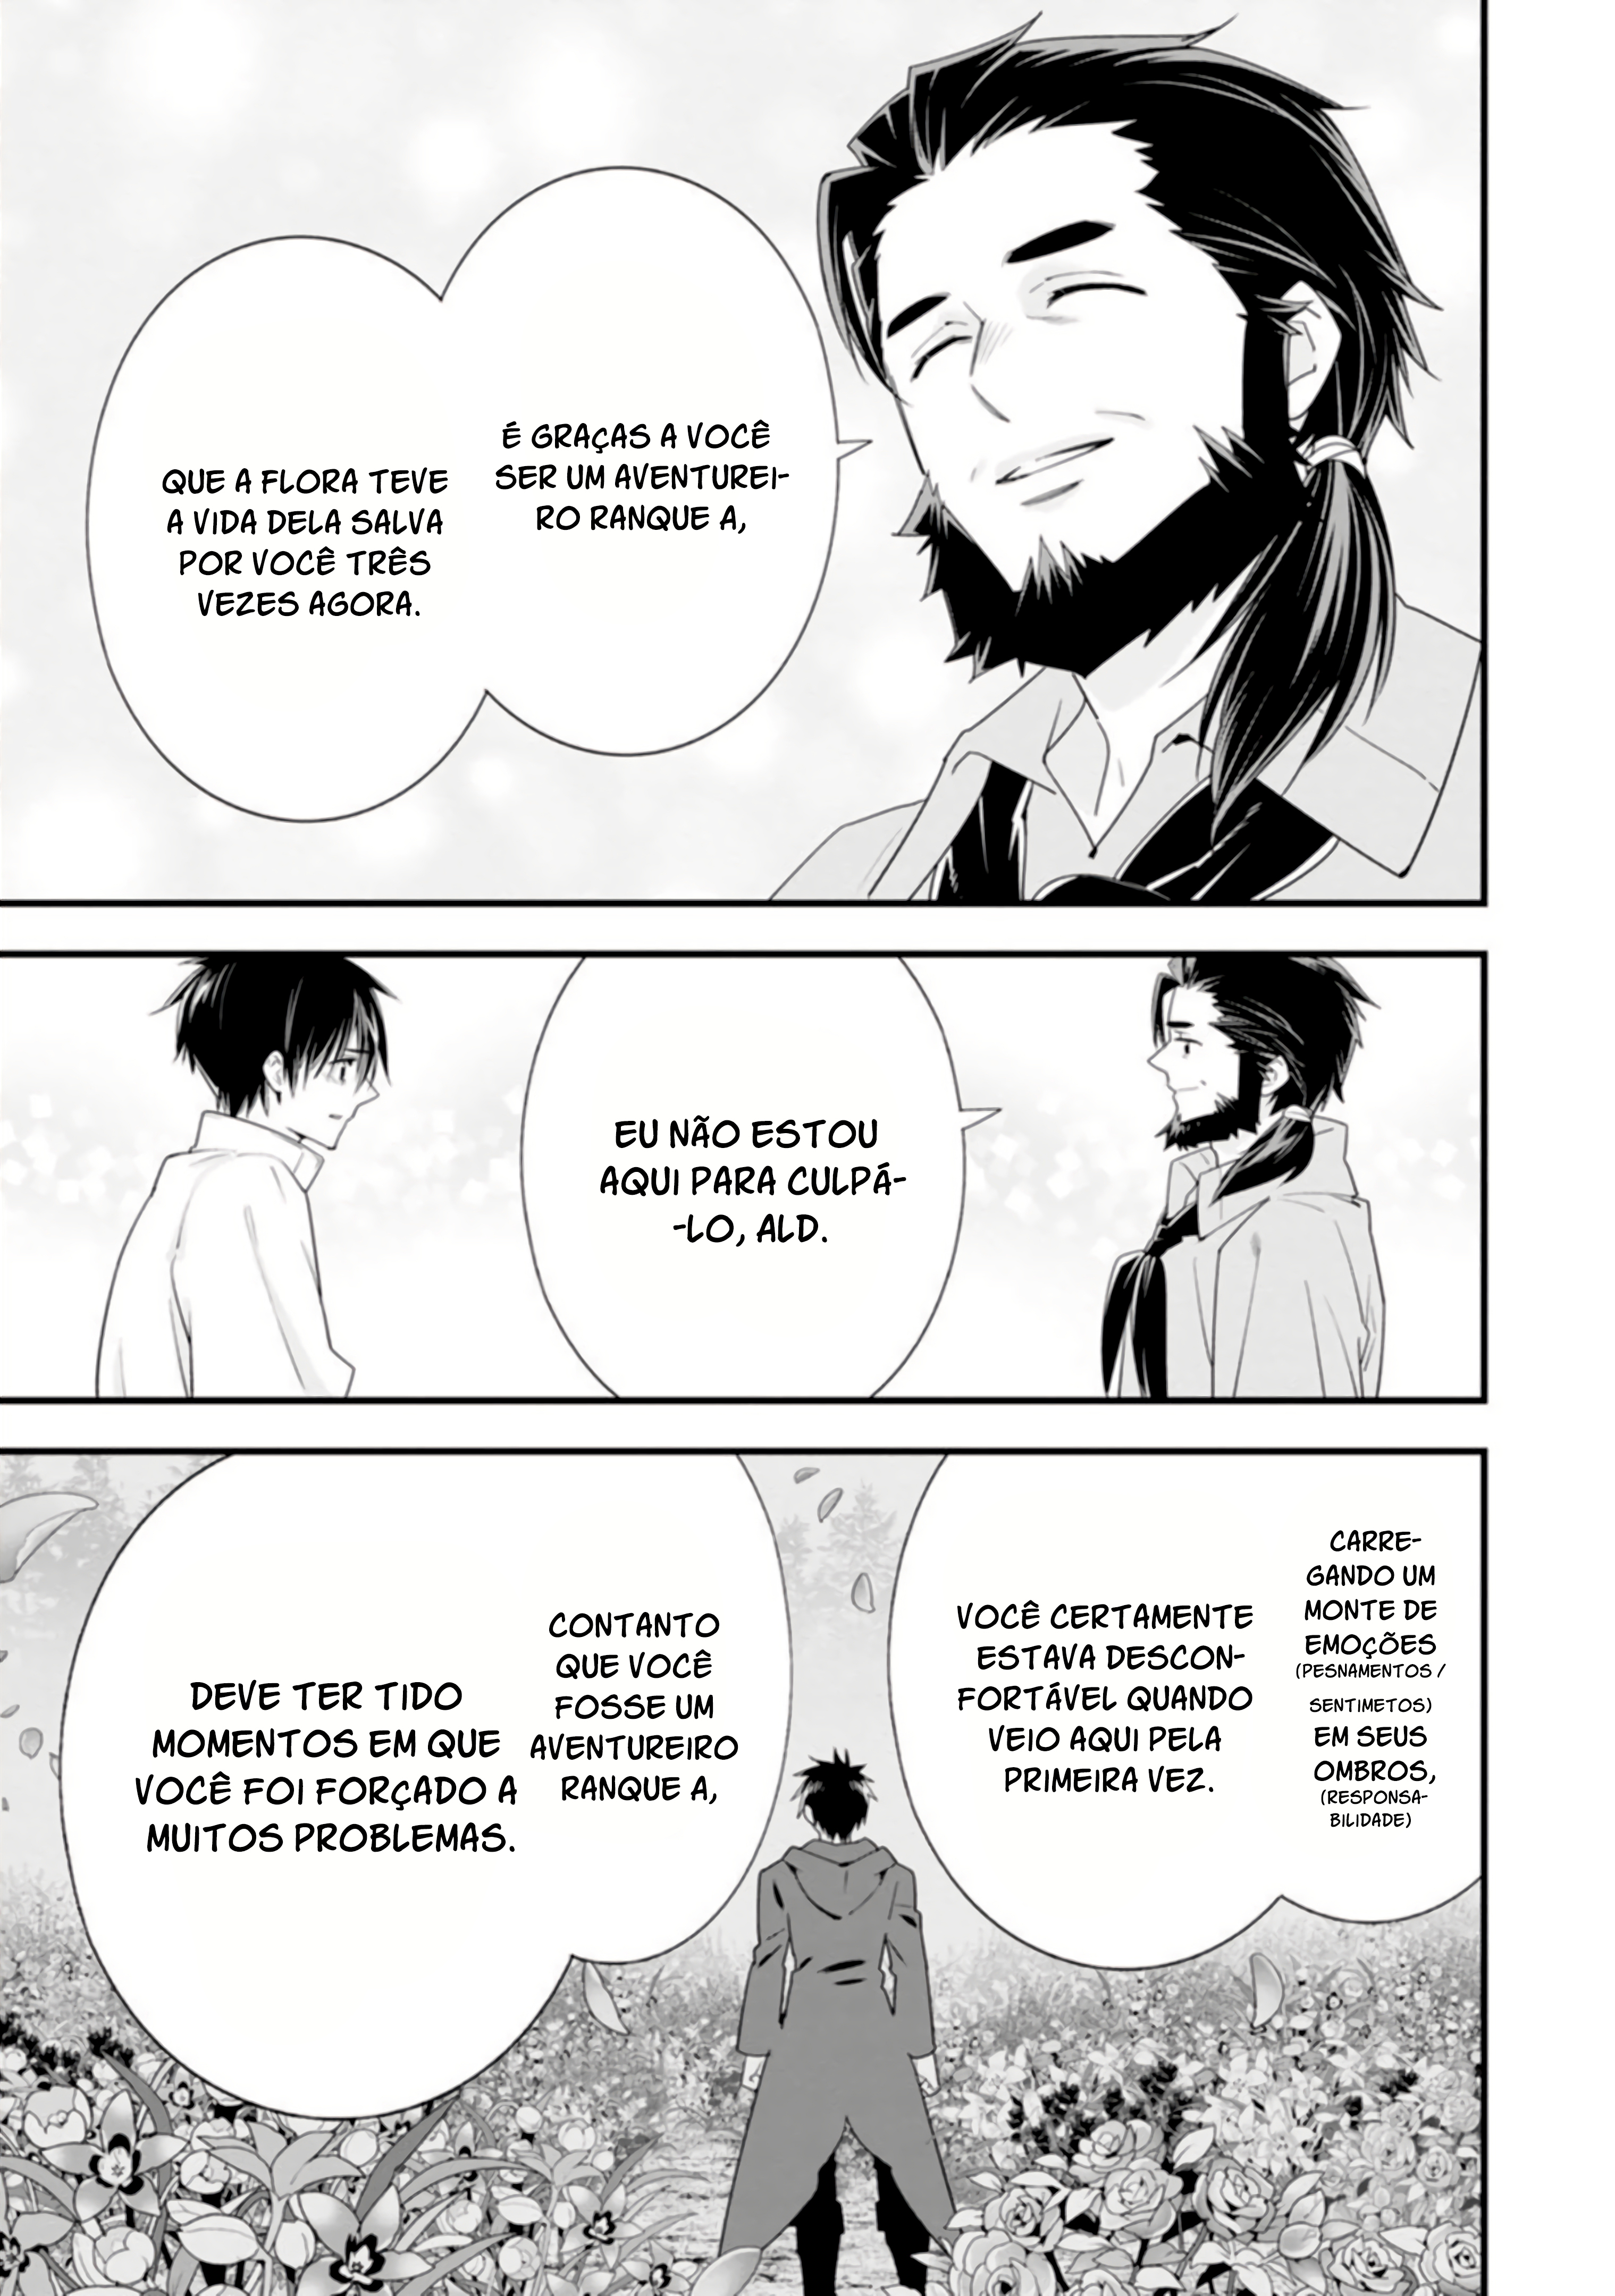 É GRAÇAS A VOCÊ
SER UM AVENTUREI-
RO RANQUE A,
QUE A FLORA TEVE
A VIDA DELA SALVA
POR VOCÊ TRÊS
VEZES AGORA.
EU NÃO ESTOU
AQUI PARA CULPÁ-
-LO, ALD.
CARRE-
GANDO UM
MONTE DE
EMOÇÕES
(PESNAMENTOS /
SENTIMETOS)
EM SEUS
OMBROS,
(RESPONSA-
BILIDADE)
VOCÊ CERTAMENTE
ESTAVA DESCON-
FORTÁVEL QUANDO
VEIO AQUI PELA
PRIMEIRA VEZ.
CONTANTO
QUE VOCÊ
FOSSE UM
AVENTUREIRO
RANQUE A,
DEVE TER TIDO
MOMENTOS EM QUE
VOCÊ FOI FORÇADO A
MUITOS PROBLEMAS.